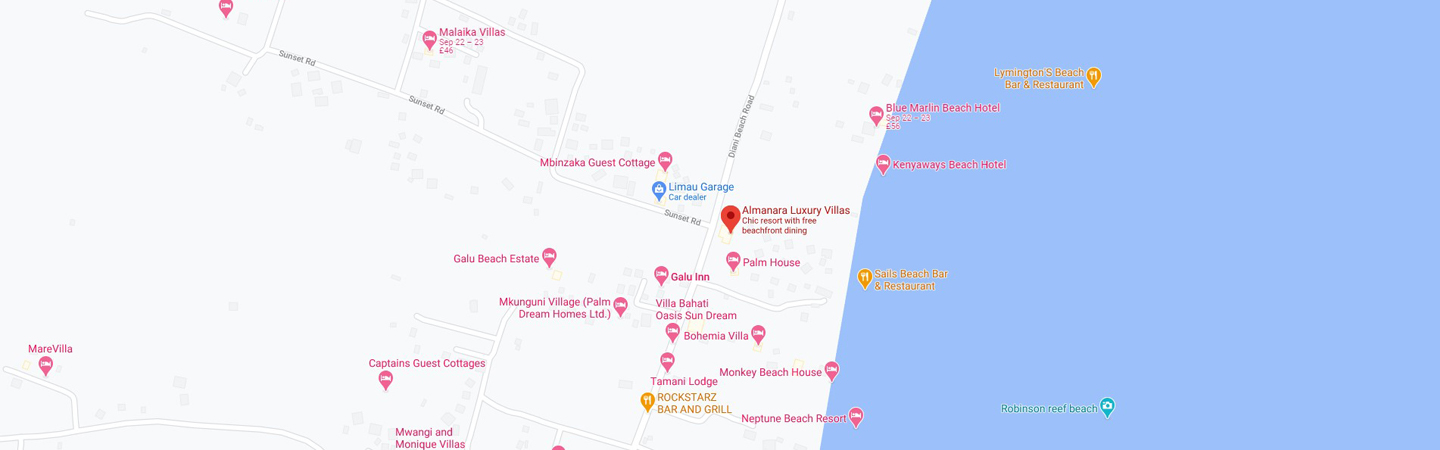 Malaika Villas
Sep 22 – 23
£46
Sunset Rd
Sunset Rd
Diani Beach Road
Lymington'S Beach
Bar & Restaurant
Blue Marlin Beach Hotel
Sep 22 – 23
£56
Mbinzaka Guest Cottage
Kenyaways Beach Hotel
Limau Garage
Car dealer
Sunset Rd
Almanara Luxury Villas
Chic resort with free
beachfront dining
Galu Beach Estate
Palm House
Galu Inn
Sails Beach Bar
& Restaurant
Mkunguni Village (Palm
Dream Homes Ltd.)
Villa Bahati
Oasis Sun Dream
Bohemia Villa
MareVilla
Captains Guest Cottages
Monkey Beach House
Tamani Lodge
ROCKSTARZ
BAR AND GRILL
Neptune Beach Resort
Robinson reef beach
Mwangi and
Monique Villas